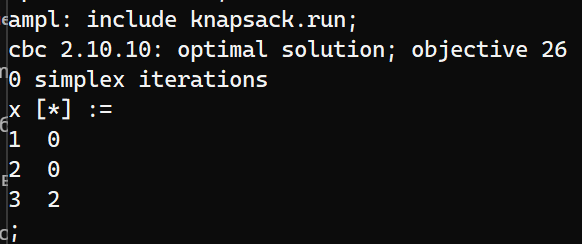 ampl: include knapsack.run;
cbc 2.10.10: optimal solution; objective 26
0 simplex iterations
x [*] :=
1  0
2  0
3  2
;